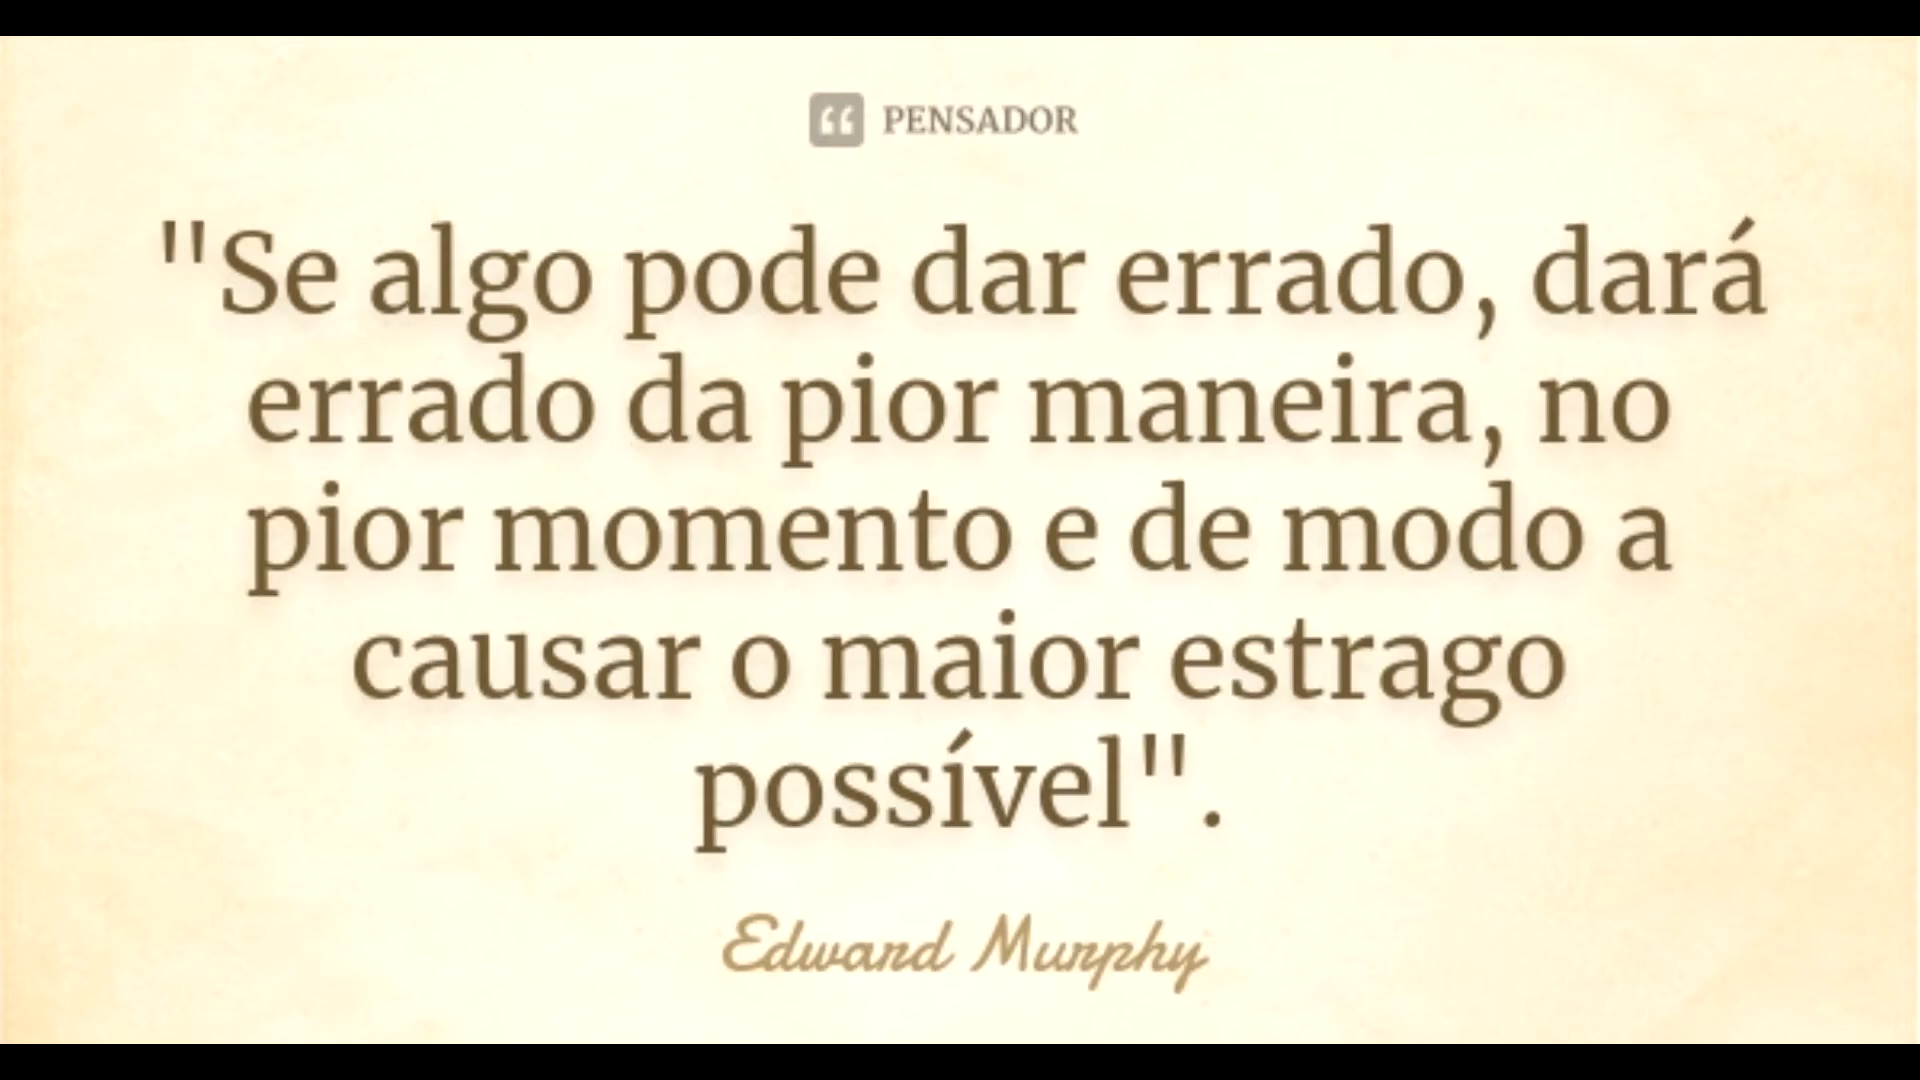 PENSADOR
"Se algo pode dar errado, dará
errado da pior maneira, no
pior momento e de modo a
causar o maior estrago
possível".
Edward Murphy